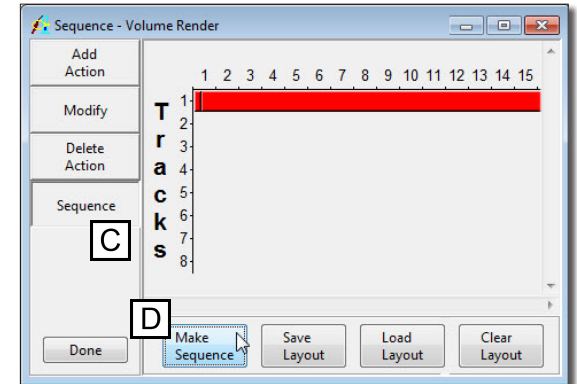 Sequence - Volume Render
Add
Action
Modify
Delete
Action
Sequence
C
Done
1 2 3 4 5 6 7 8 9 10 11 12 13 14 15
Tracks
1
2
3
4
5
6
7
8
D
Make
Sequence
Save
Layout
Load
Layout
Clear
Layout